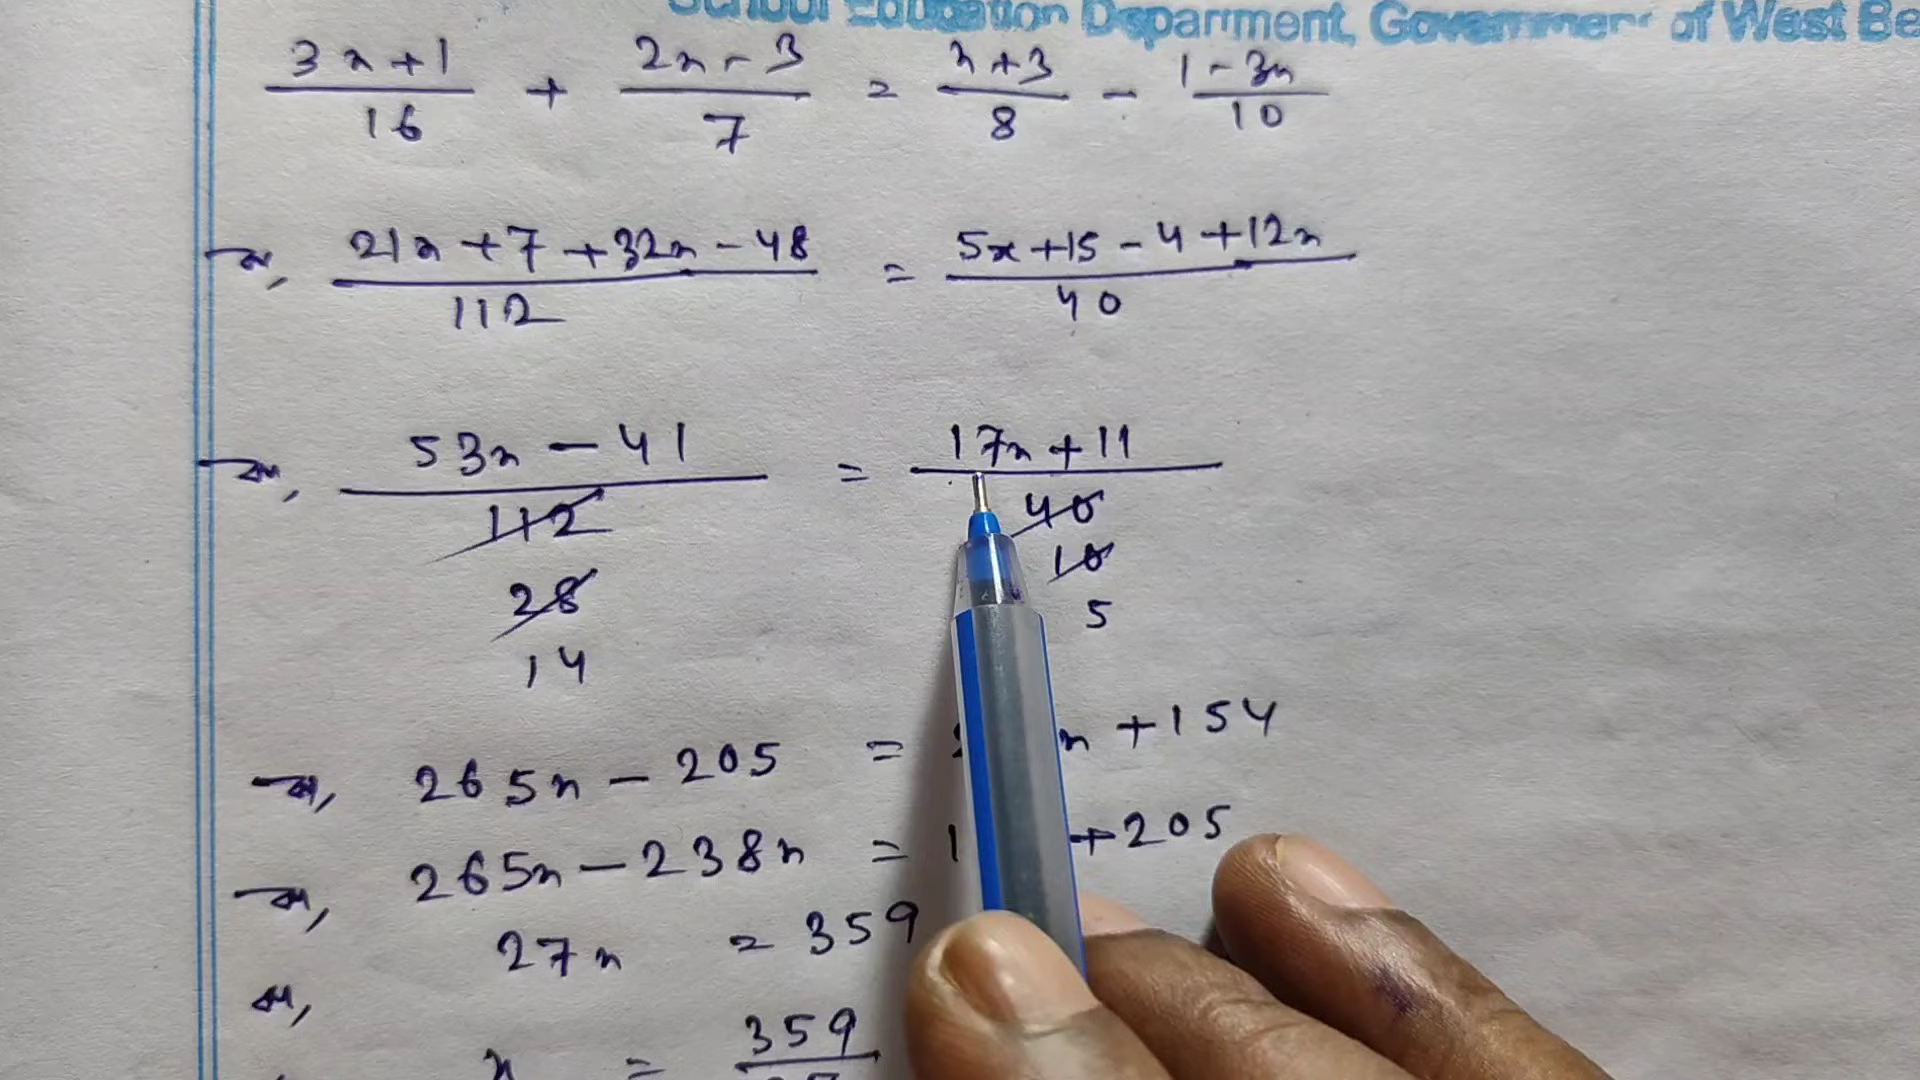 School Education Department, Government of West Be
3x+1/16 + 2x-3/7 = x+3/8 - 1-3x/10
বা, 21x+7+32x-48/112 = 5x+15-4+12x/40
বা, 53x-41/112 = 17x+11/40
28 10
14 5
বা, 265x-205 = x+154
বা, 265x-238x = 1 +205
বা, 27x = 359
x = 359